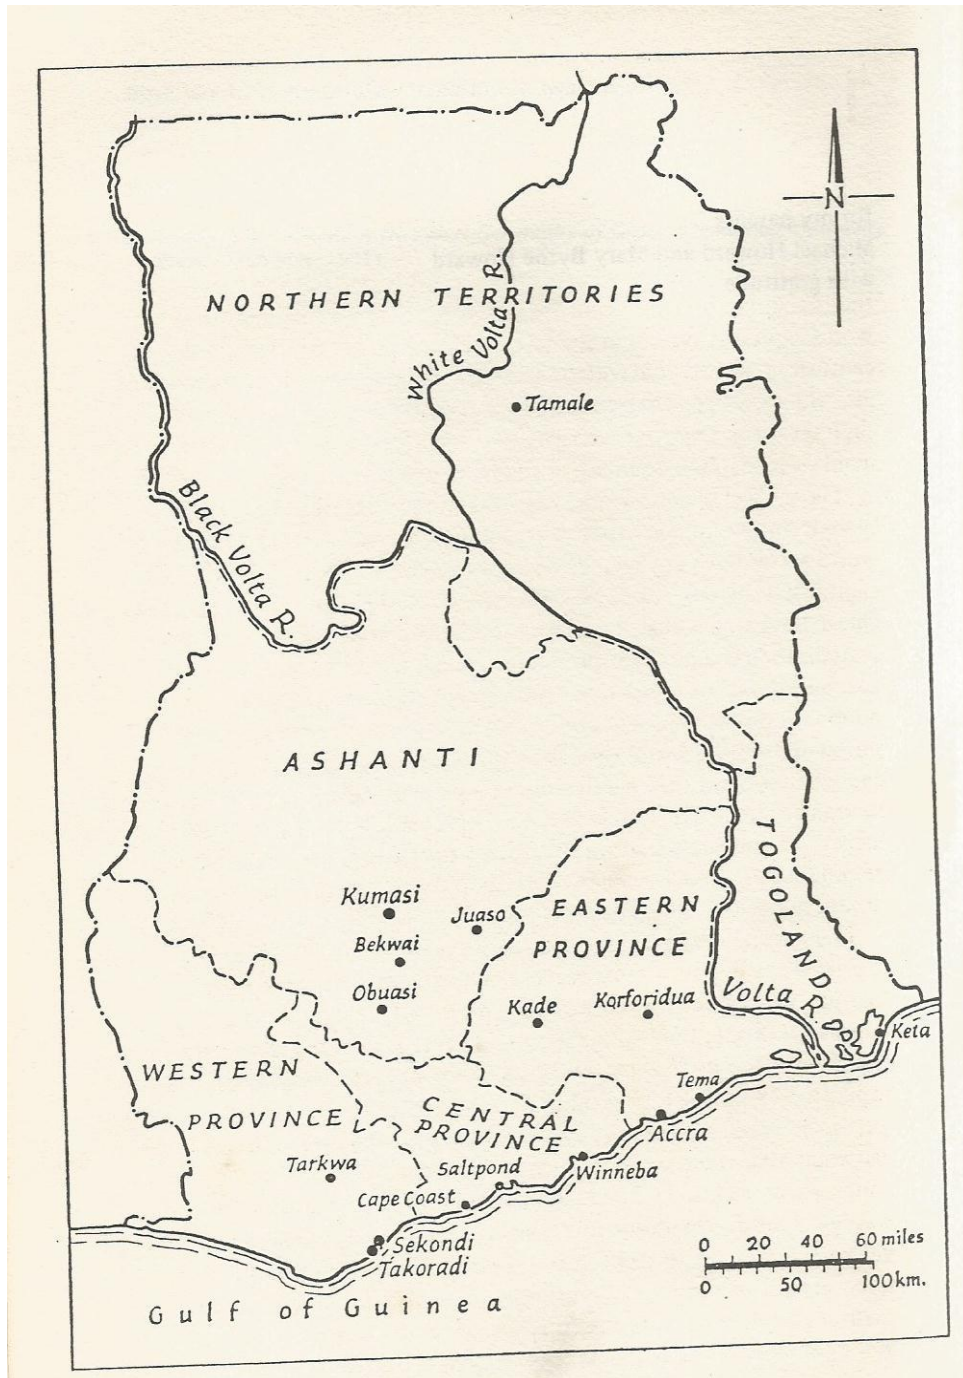 N
NORTHERN TERRITORIES
White Volta R.
Tamale
Black Volta R.
ASHANTI
TOGOLAND
Kumasi
Juaso
EASTERN
PROVINCE
Bekwai
Obuasi
Kade
Korforidua
Volta R.
Keta
WESTERN
PROVINCE
Tema
CENTRAL
PROVINCE
Accra
Tarkwa
Saltpond
Winneba
Cape Coast
Sekondi
Takoradi
0 20 40 60 miles
0 50 100 km.
Gulf of Guinea